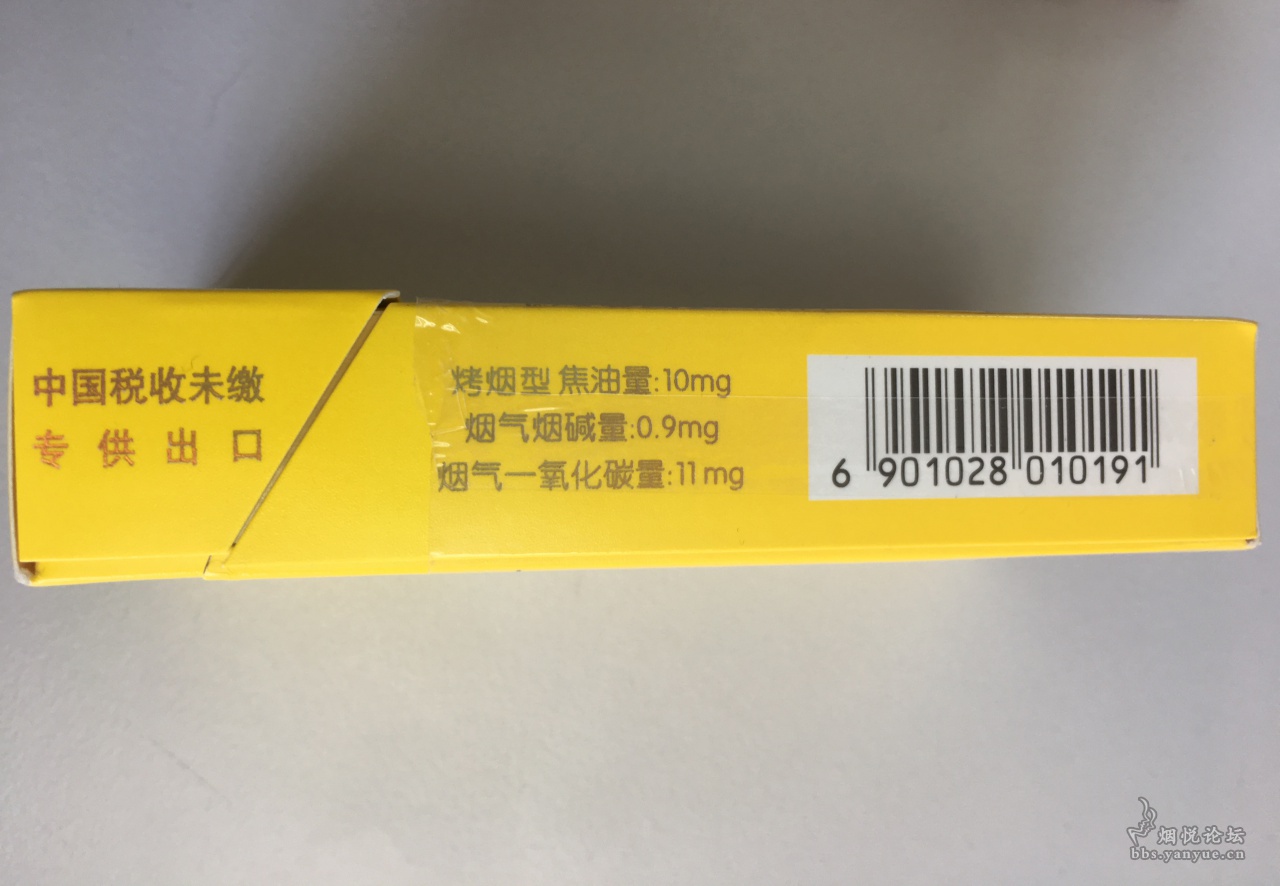 中国税收未缴
专供出口
烤烟型 焦油量:10mg
烟气烟碱量:0.9mg
烟气一氧化碳量:11mg
6 901028 010191
烟悦论坛
bbs.yanyue.cn